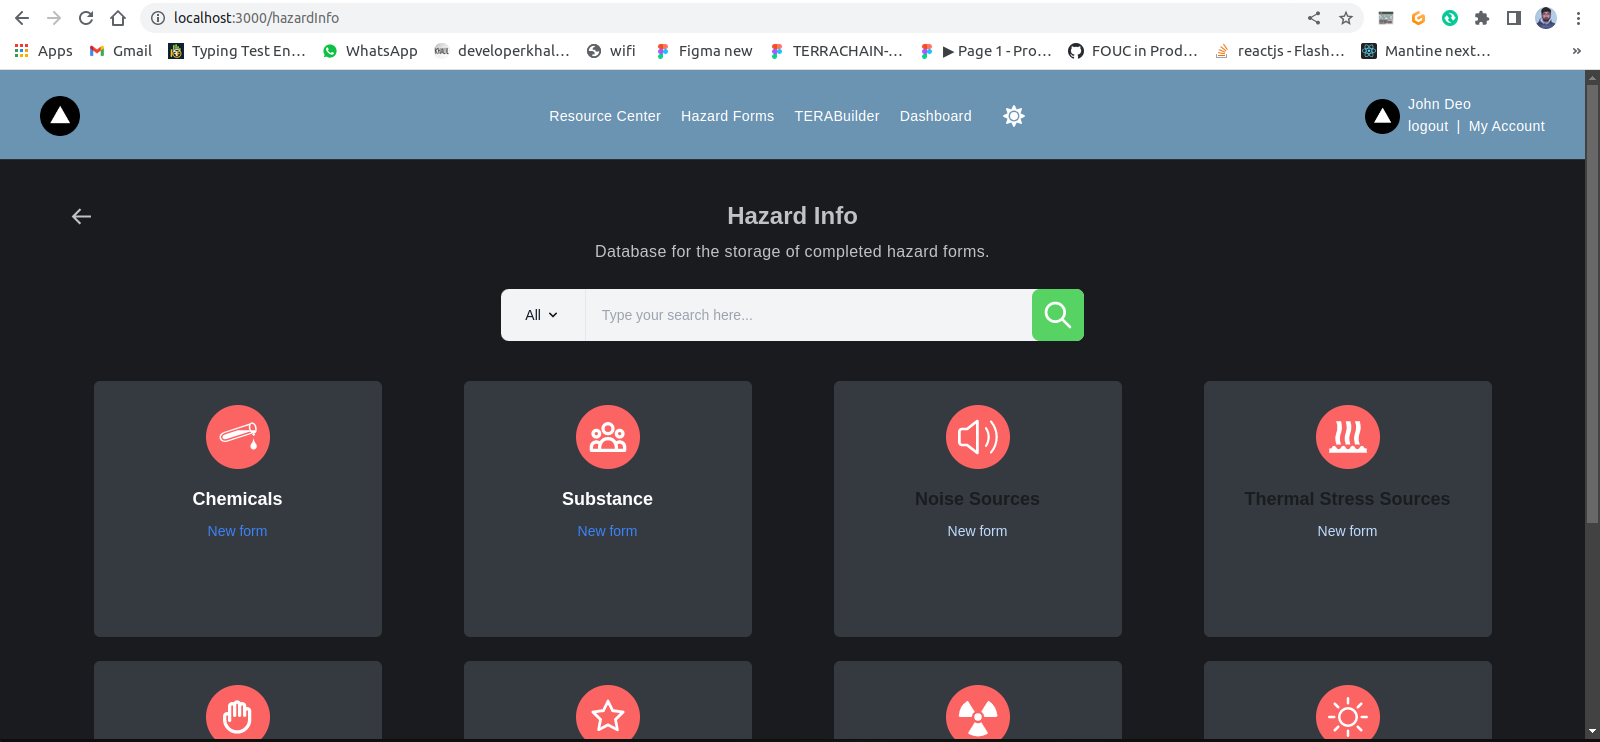 localhost:3000/hazardInfo
Apps Gmail Typing Test En... WhatsApp developerkhal... wifi Figma new TERRACHAIN-... ▶ Page 1 - Pro... FOUC in Prod... reactjs - Flash... Mantine next... »
Resource Center Hazard Forms TERABuilder Dashboard
John Deo
logout | My Account
Hazard Info
Database for the storage of completed hazard forms.
All Type your search here...
Chemicals Substance Noise Sources Thermal Stress Sources
New form New form New form New form